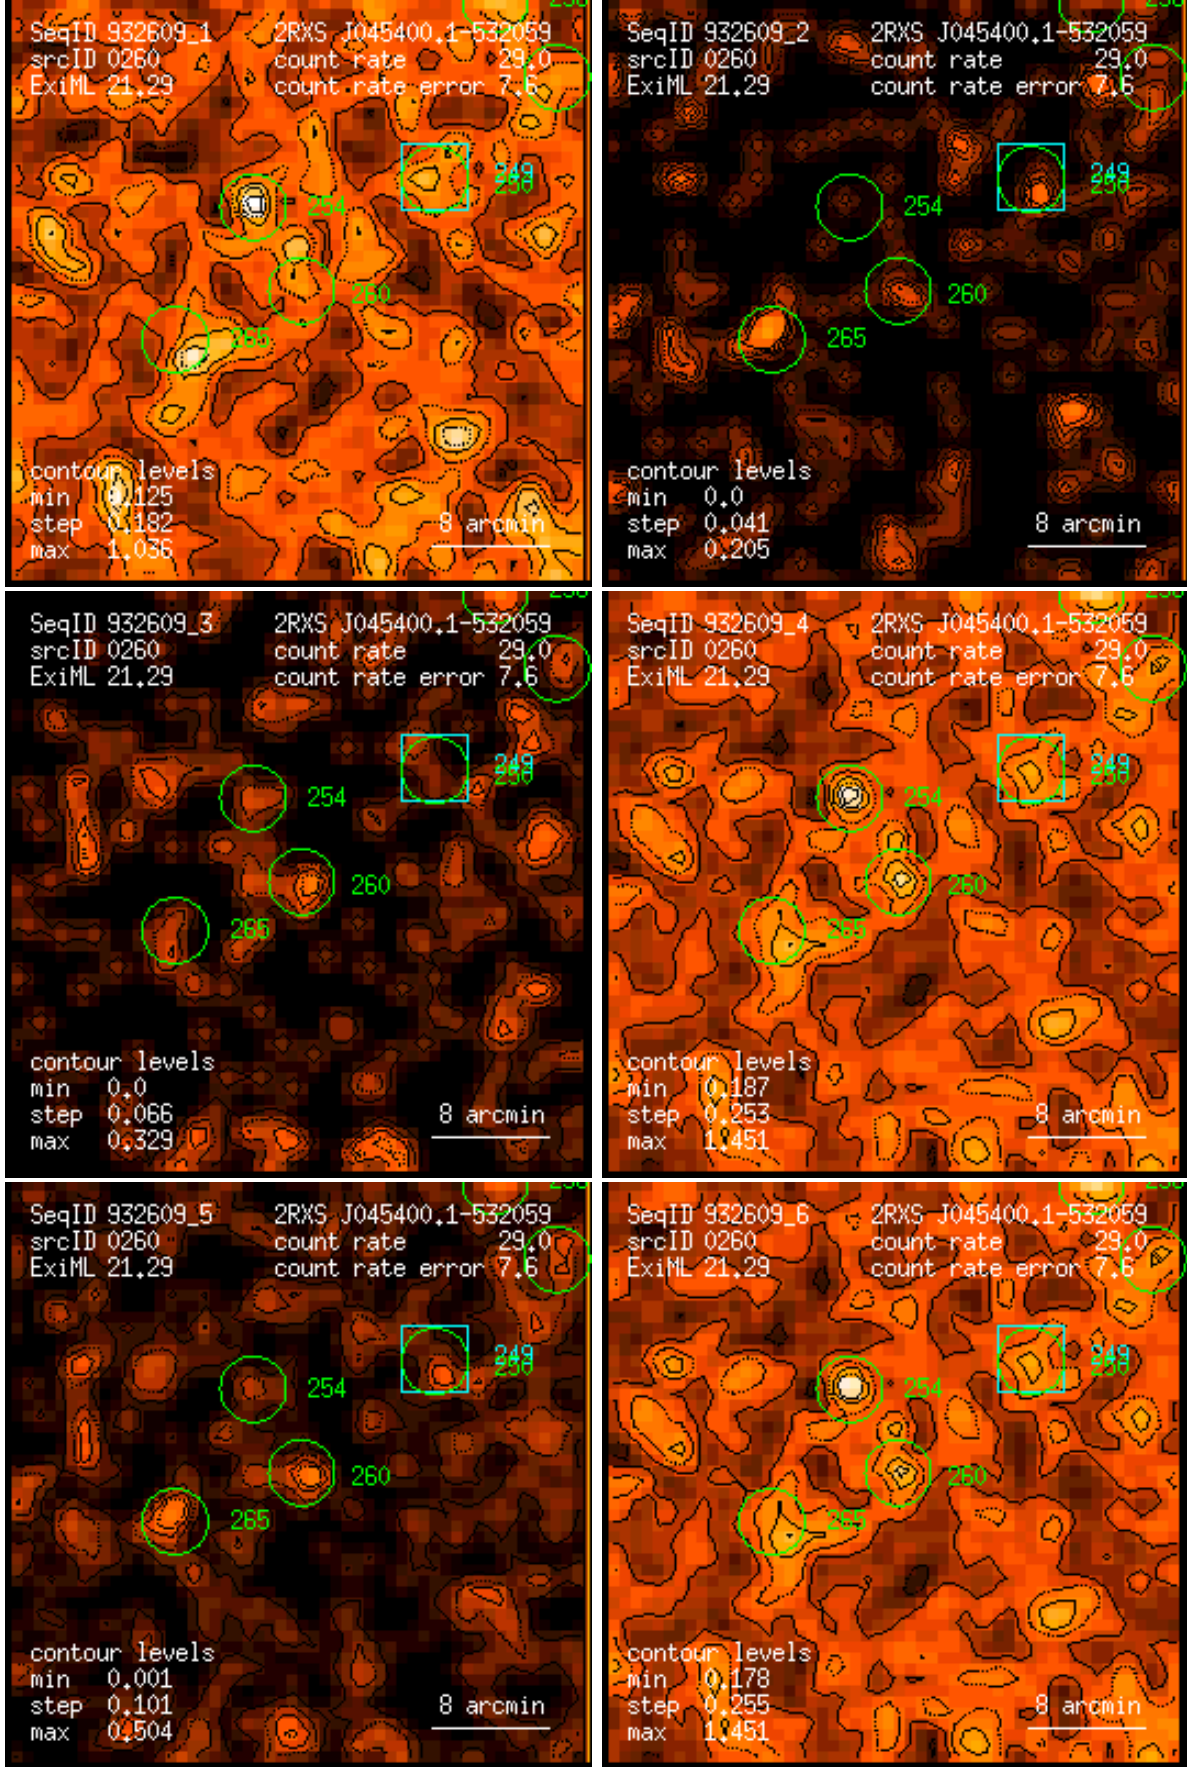 SeqID 932609_1 2RXS J045400.1-532059
srcID 0260 count rate 29.0
ExiML 21.29 count rate error 7.6
249
254
260
265
contour levels
min 0.125
step 0.182
max 1.036
8 arcmin
SeqID 932609_2 2RXS J045400.1-532059
srcID 0260 count rate 29.0
ExiML 21.29 count rate error 7.6
249
254
260
265
contour levels
min 0.0
step 0.041
max 0.205
8 arcmin
SeqID 932609_3 2RXS J045400.1-532059
srcID 0260 count rate 29.0
ExiML 21.29 count rate error 7.6
249
254
260
265
contour levels
min 0.0
step 0.066
max 0.329
8 arcmin
SeqID 932609_4 2RXS J045400.1-532059
srcID 0260 count rate 29.0
ExiML 21.29 count rate error 7.6
249
254
260
265
contour levels
min 0.187
step 0.253
max 1.451
8 arcmin
SeqID 932609_5 2RXS J045400.1-532059
srcID 0260 count rate 29.0
ExiML 21.29 count rate error 7.6
249
254
260
265
contour levels
min 0.001
step 0.101
max 0.504
8 arcmin
SeqID 932609_6 2RXS J045400.1-532059
srcID 0260 count rate 29.0
ExiML 21.29 count rate error 7.6
249
254
260
265
contour levels
min 0.178
step 0.255
max 1.451
8 arcmin